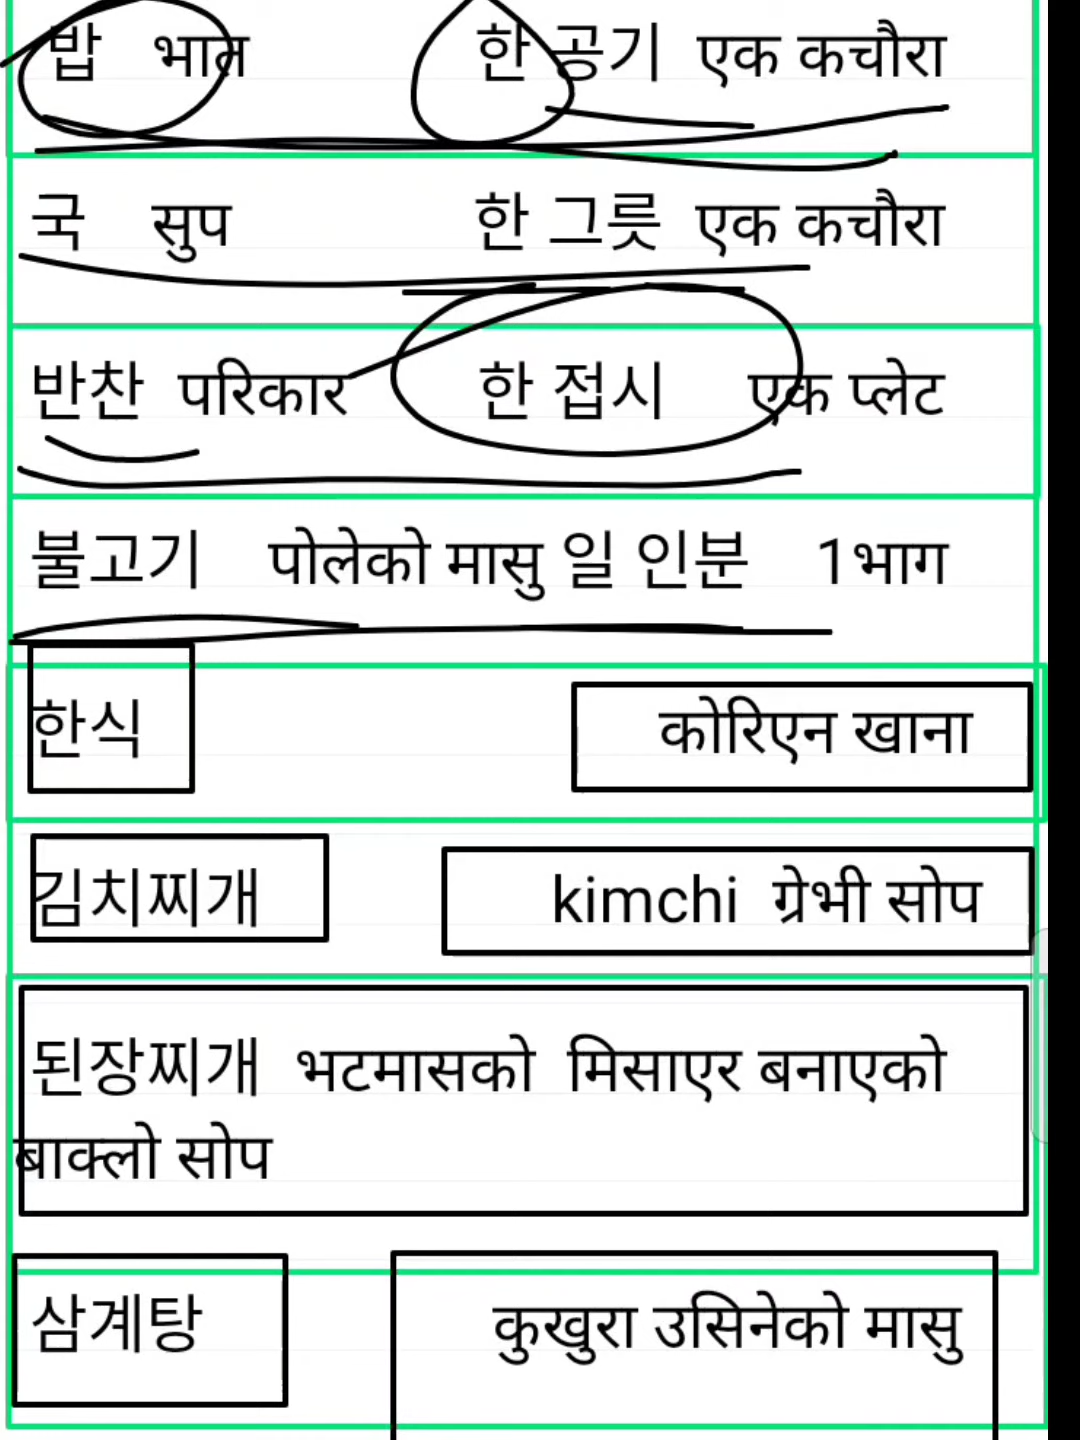 밥 भात 한 공기 एक कचौरा
국 सुप 한 그릇 एक कचौरा
반찬 परिकार 한 접시 एक प्लेट
불고기 पोलेको मासु 일 인분 1भाग
한식 कोरिएन खाना
김치찌개 kimchi ग्रेभी सोप
된장찌개 भटमासको मिसाएर बनाएको
बाक्लो सोप
삼계탕 कुखुरा उसिनेको मासु